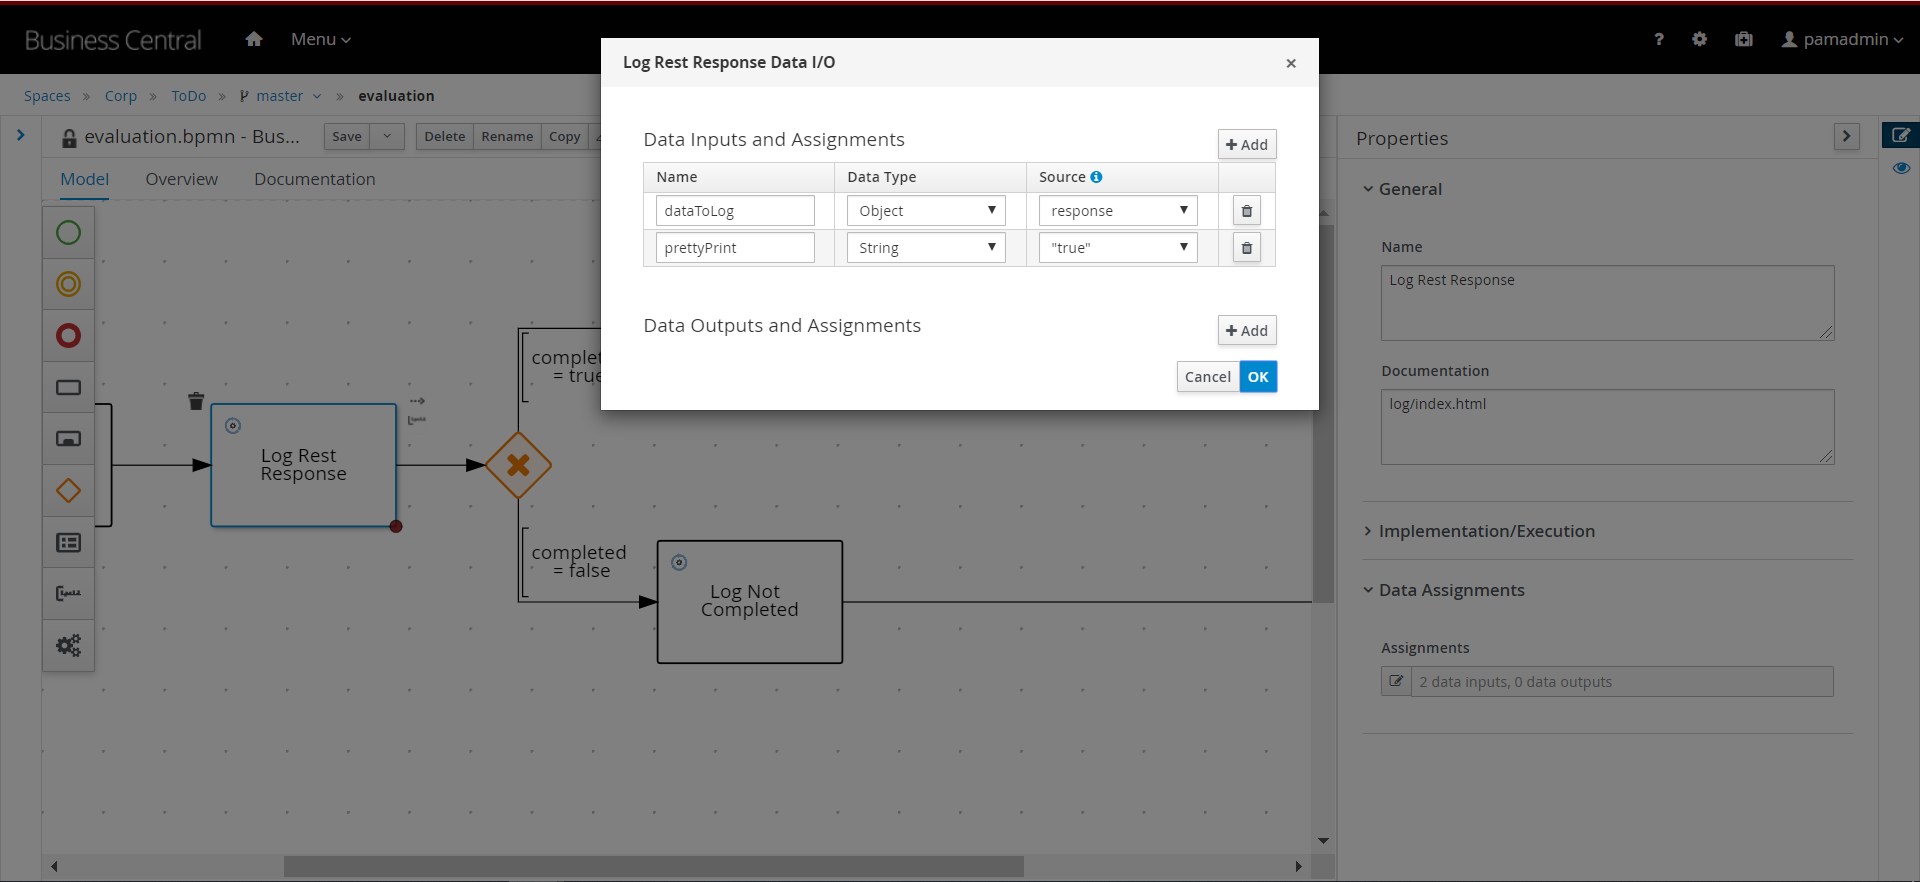 Business Central
Menu
?
pamadmin
Spaces » Corp » ToDo » master » evaluation
evaluation.bpmn - Bus...
Save
Delete
Rename
Copy
Model
Overview
Documentation
Log Rest
Response
complet
= true
completed
= false
Log Not
Completed
Log Rest Response Data I/O
×
Data Inputs and Assignments
+ Add
Name Data Type Source
dataToLog Object response
prettyPrint String "true"
Data Outputs and Assignments
+ Add
Cancel OK
Properties
General
Name
Log Rest Response
Documentation
log/index.html
Implementation/Execution
Data Assignments
Assignments
2 data inputs, 0 data outputs